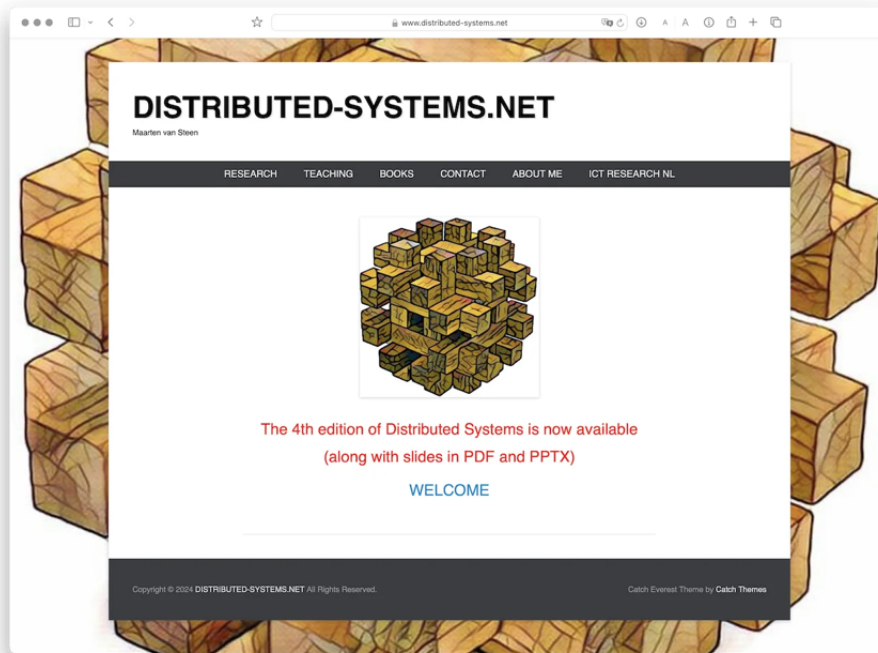 www.distributed-systems.net
DISTRIBUTED-SYSTEMS.NET
Maarten van Steen
RESEARCH TEACHING BOOKS CONTACT ABOUT ME ICT RESEARCH NL
The 4th edition of Distributed Systems is now available
(along with slides in PDF and PPTX)
WELCOME
Copyright © 2024 DISTRIBUTED-SYSTEMS.NET All Rights Reserved.
Catch Everest Theme by Catch Themes